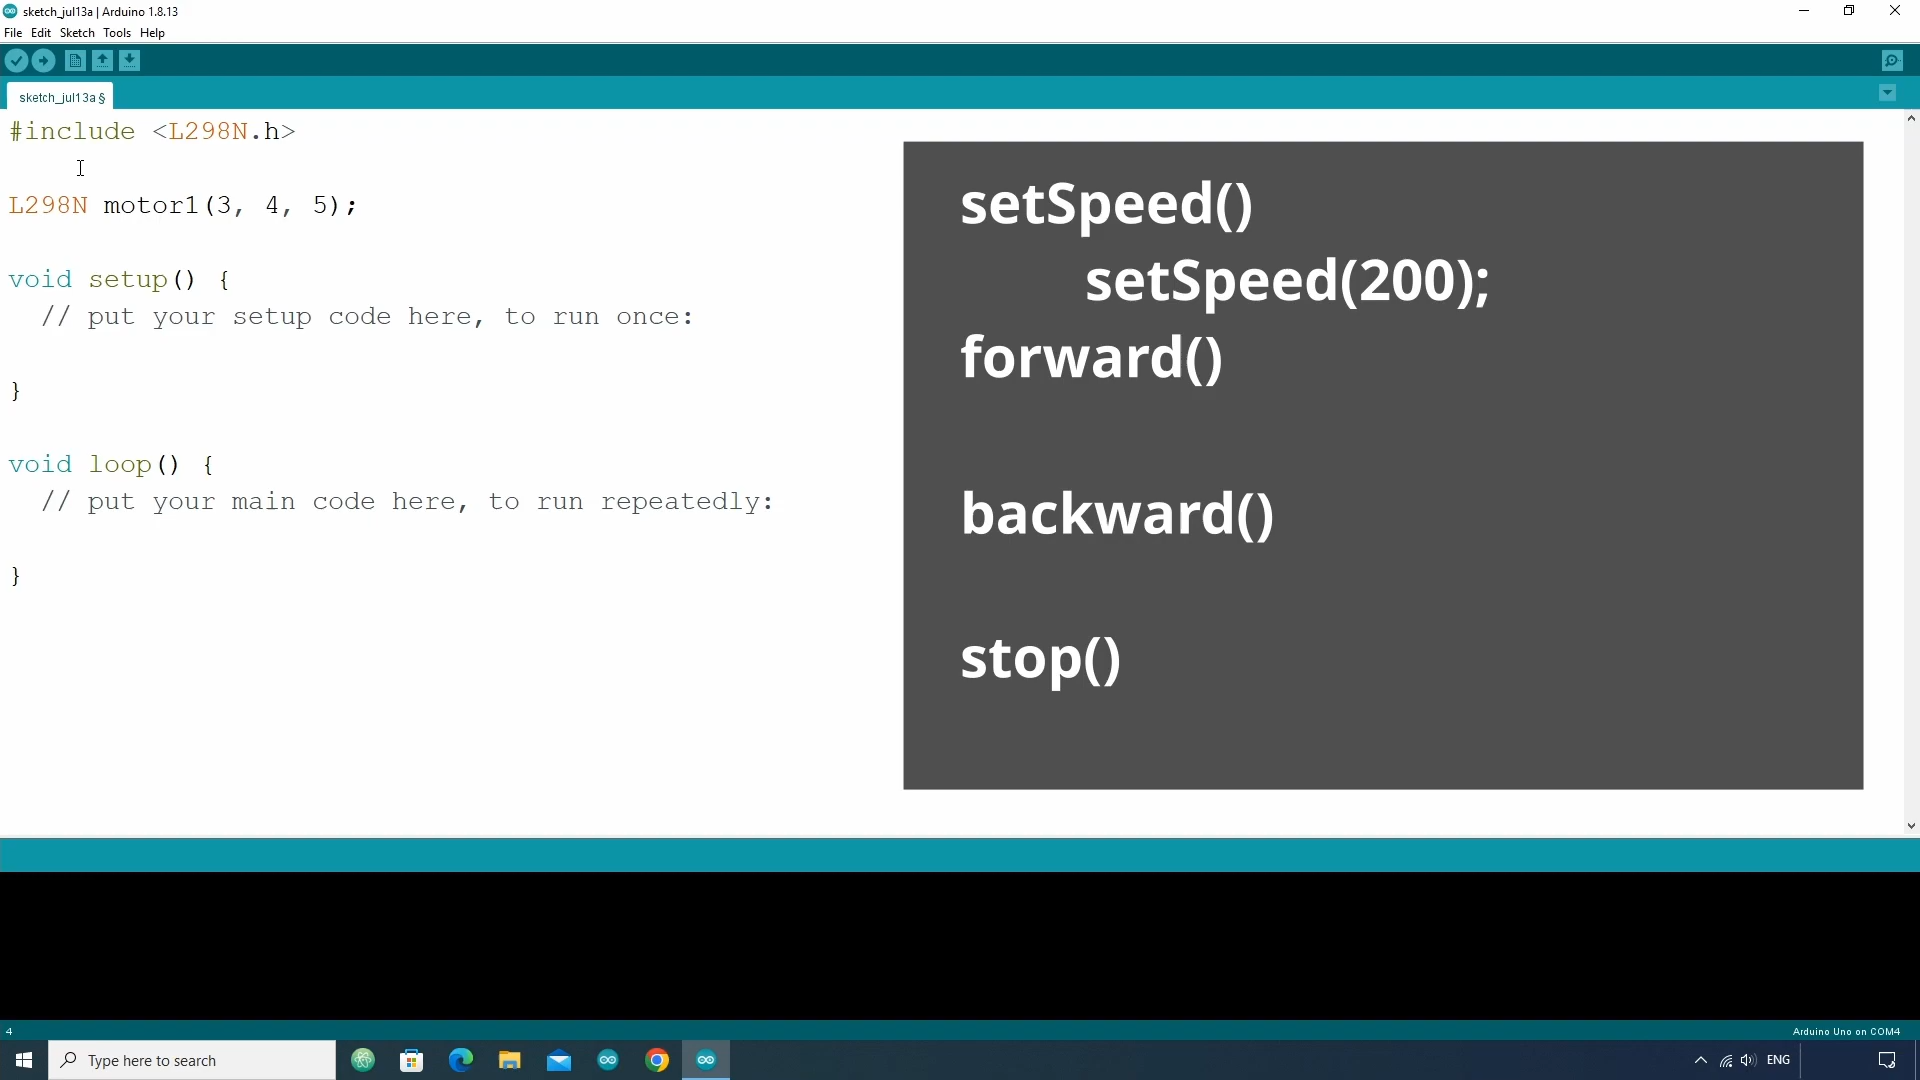 sketch_jul13a | Arduino 1.8.13
File Edit Sketch Tools Help
sketch_jul13a §
#include <L298N.h>
L298N motor1(3, 4, 5);
void setup() {
// put your setup code here, to run once:
}
void loop() {
// put your main code here, to run repeatedly:
}
setSpeed()
setSpeed(200);
forward()
backward()
stop()
4
Arduino Uno on COM4
Type here to search
ENG